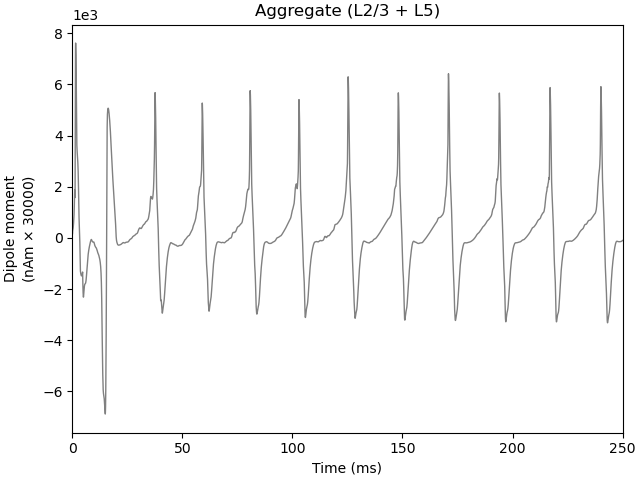 Aggregate (L2/3 + L5)
1e3
8
6
4
2
0
−2
−4
−6
Dipole moment
(nAm × 30000)
0
50
100
150
200
250
Time (ms)